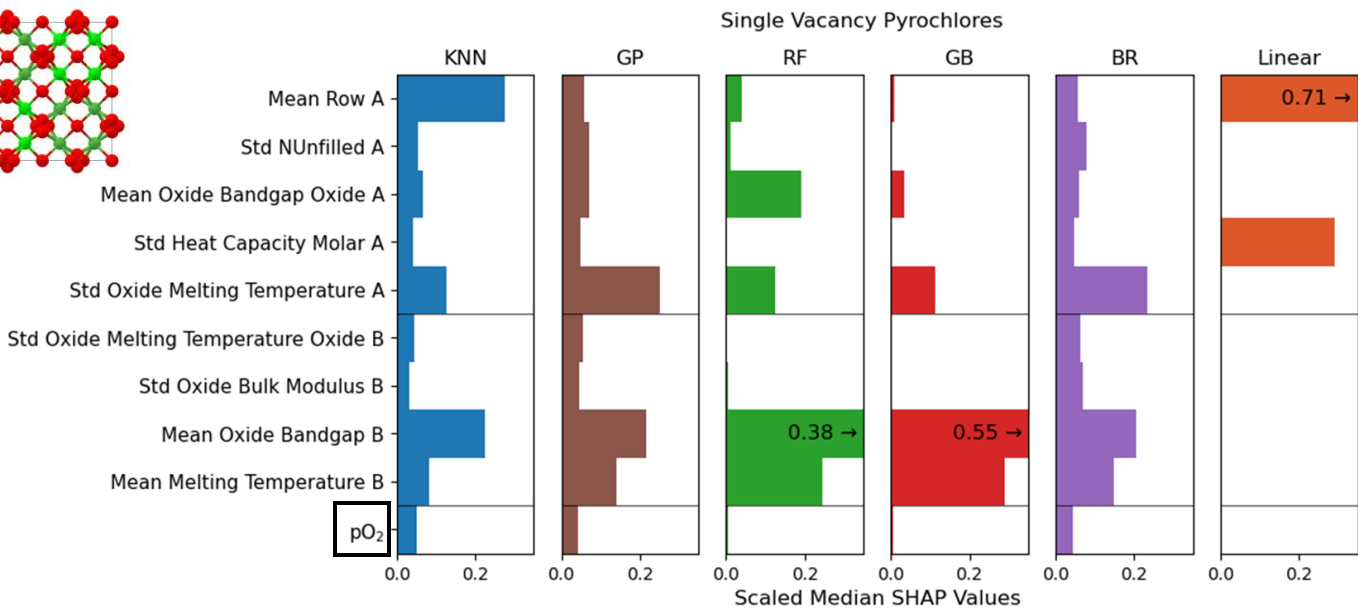 Single Vacancy Pyrochlores
KNN GP RF GB BR Linear
Mean Row A
0.71 →
Std NUnfilled A
Mean Oxide Bandgap Oxide A
Std Heat Capacity Molar A
Std Oxide Melting Temperature A
Std Oxide Melting Temperature Oxide B
Std Oxide Bulk Modulus B
Mean Oxide Bandgap B
0.38 → 0.55 →
Mean Melting Temperature B
pO₂
0.0 0.2 0.0 0.2 0.0 0.2 0.0 0.2 0.0 0.2 0.0 0.2
Scaled Median SHAP Values